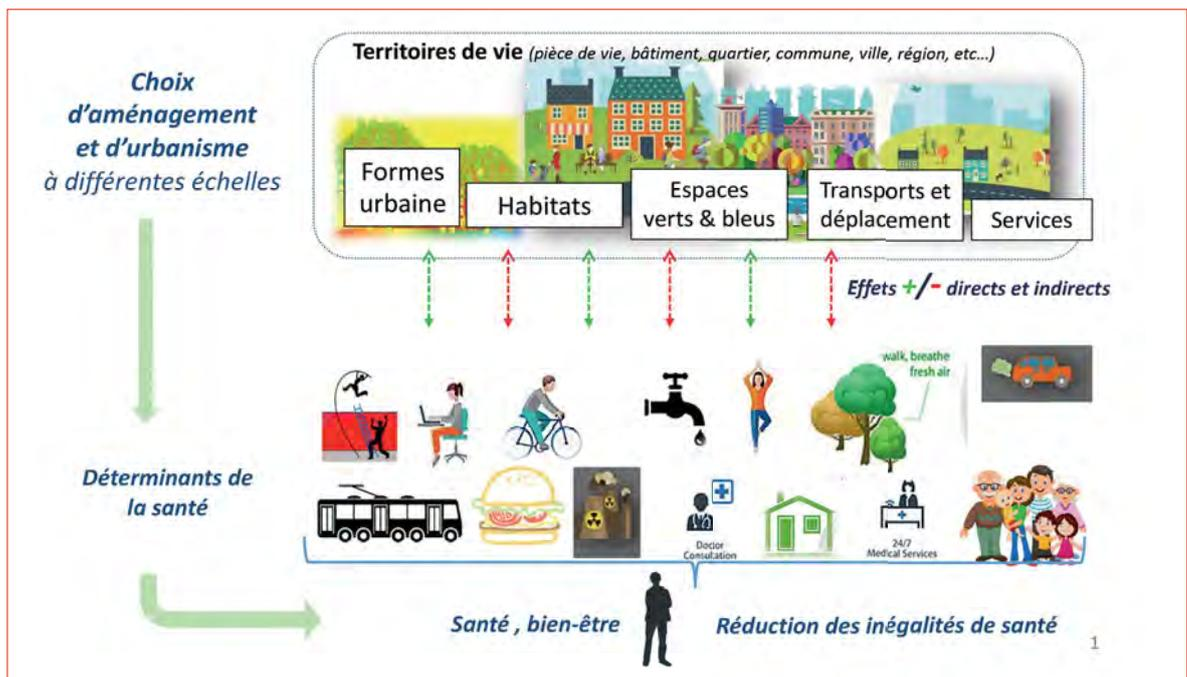 Territoires de vie (pièce de vie, bâtiment, quartier, commune, ville, région, etc...)
Choix
d'aménagement
et d'urbanisme
à différentes échelles
Formes
urbaine
Habitats
Espaces
verts & bleus
Transports et
déplacement
Services
Effets +/- directs et indirects
walk, breathe
fresh air
Déterminants de
la santé
Doctor
Consulation
24/7
Medical Services
Santé , bien-être
Réduction des inégalités de santé
1